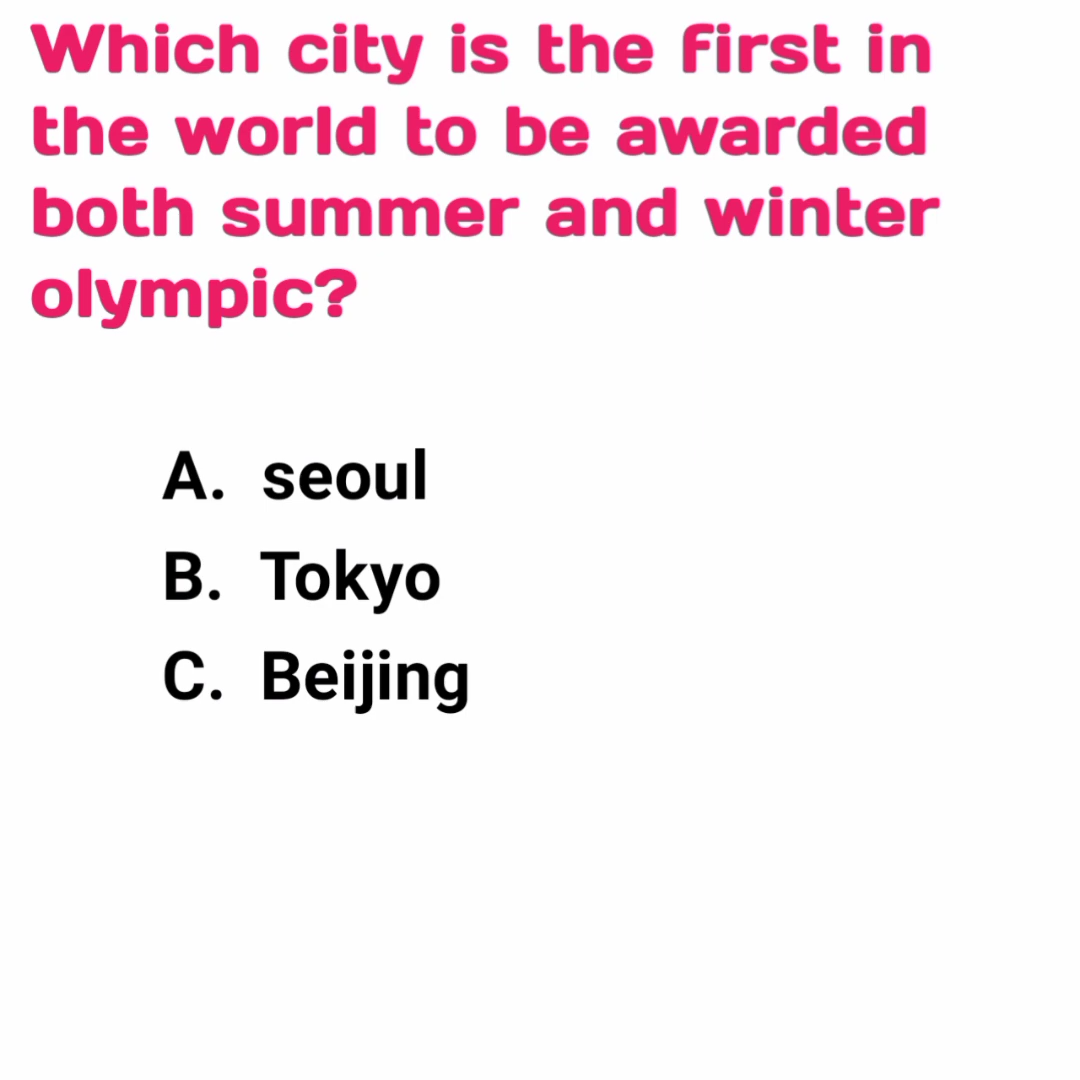 Which city is the first in
the world to be awarded
both summer and winter
olympic?
A. seoul
B. Tokyo
C. Beijing